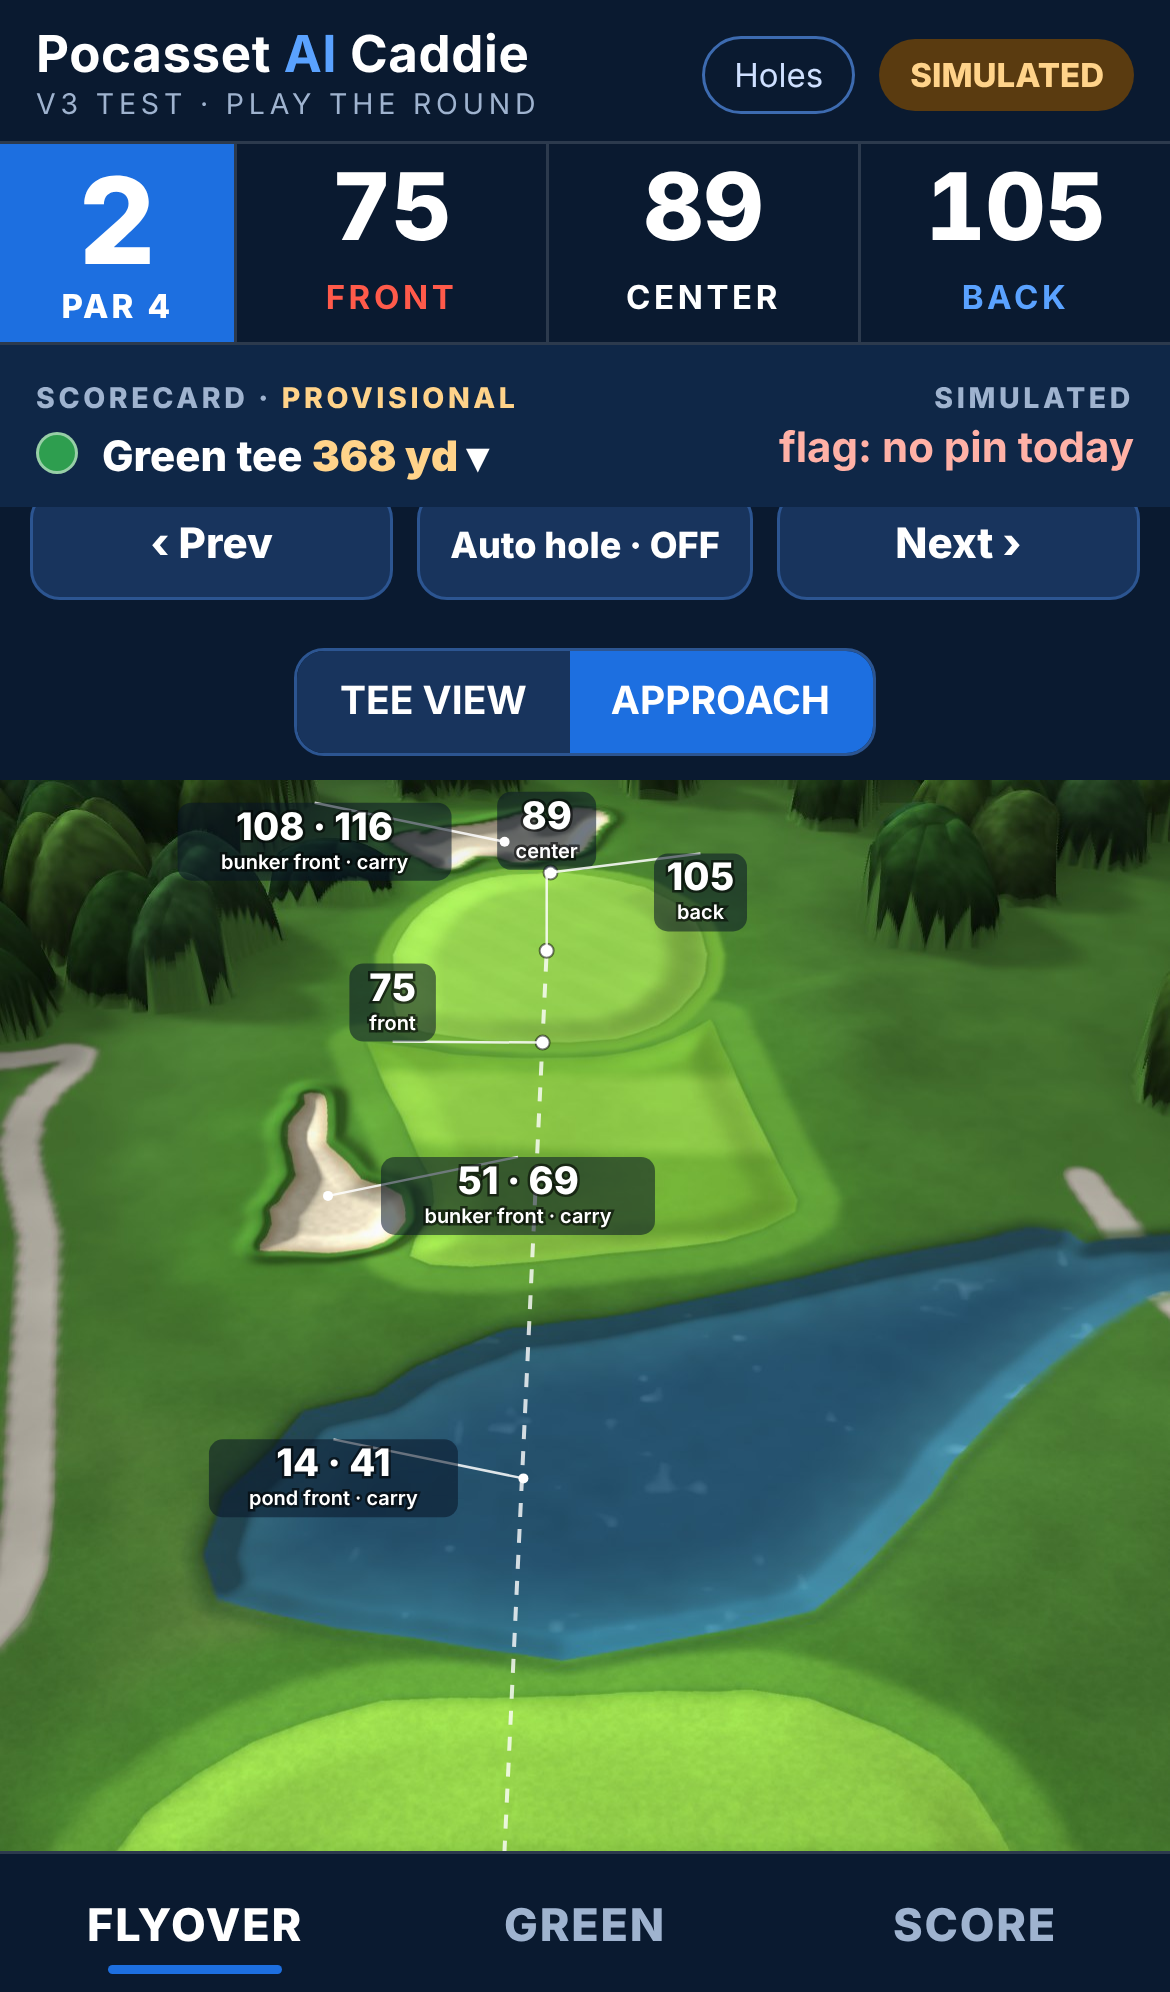 Pocasset AI Caddie
V3 TEST · PLAY THE ROUND
Holes
SIMULATED
2
PAR 4
75
FRONT
89
CENTER
105
BACK
SCORECARD · PROVISIONAL
Green tee 368 yd ▼
SIMULATED
flag: no pin today
‹ Prev
Auto hole · OFF
Next ›
TEE VIEW
APPROACH
108 · 116
bunker front · carry
89
center
105
back
75
front
51 · 69
bunker front · carry
14 · 41
pond front · carry
FLYOVER
GREEN
SCORE